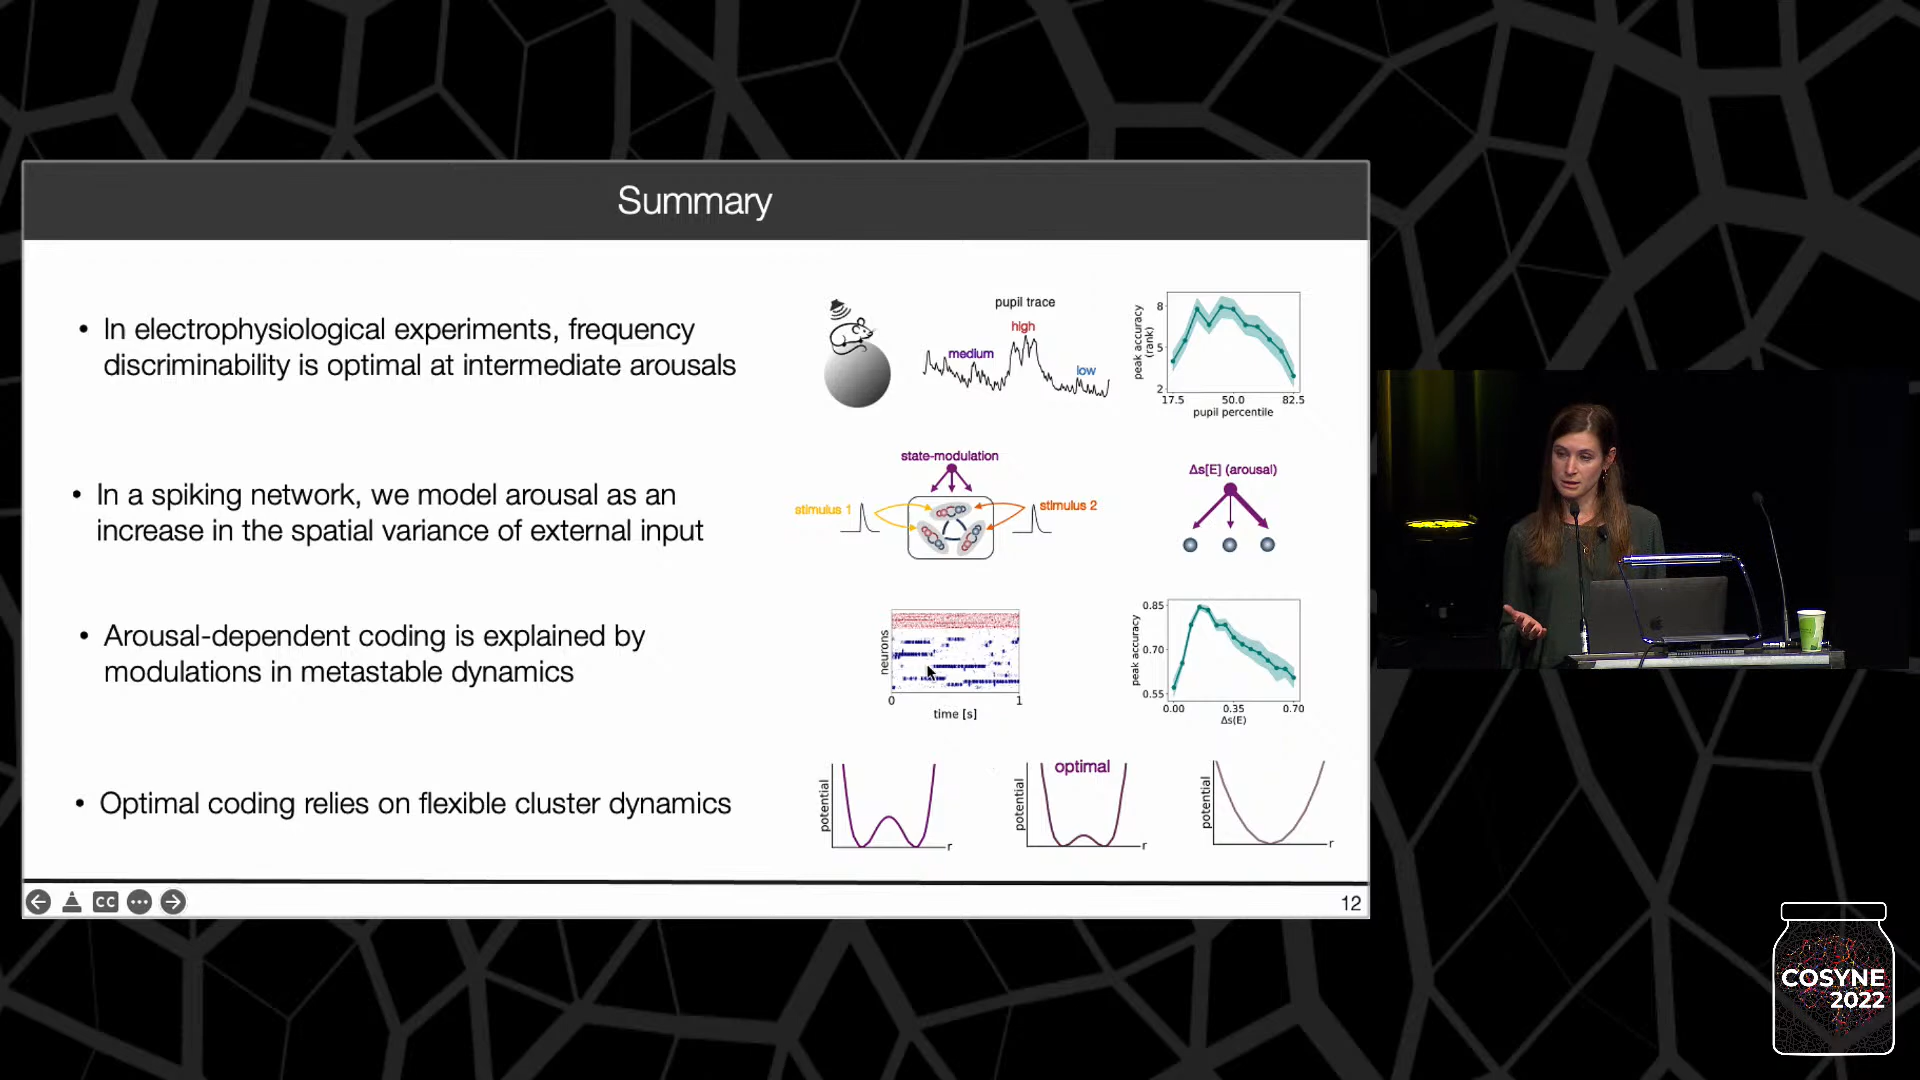 Summary
• In electrophysiological experiments, frequency
discriminability is optimal at intermediate arousals
pupil trace
high
medium
low
peak accuracy
(rank)
8
5
2
17.5 50.0 82.5
pupil percentile
• In a spiking network, we model arousal as an
increase in the spatial variance of external input
state-modulation
stimulus 1
stimulus 2
Δs[E] (arousal)
• Arousal-dependent coding is explained by
modulations in metastable dynamics
neurons
0 1
time [s]
peak accuracy
0.85
0.70
0.55
0.00 0.35 0.70
Δs(E)
• Optimal coding relies on flexible cluster dynamics
potential
r
optimal
potential
r
potential
r
CC
12
COSYNE
2022